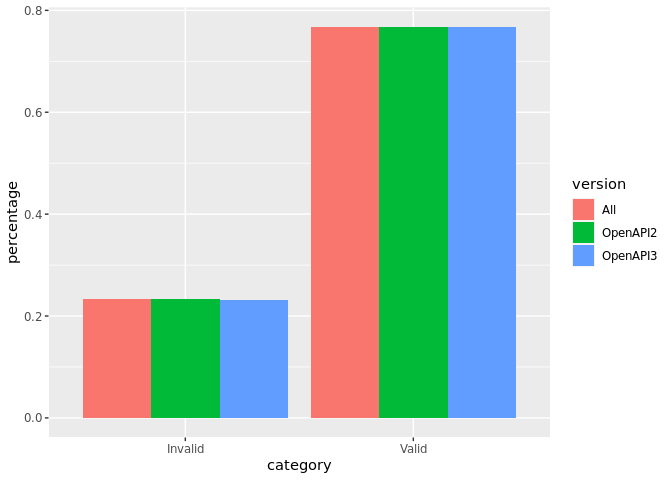 0.8
0.6
0.4
0.2
0.0
percentage
Invalid
Valid
category
version
All
OpenAPI2
OpenAPI3